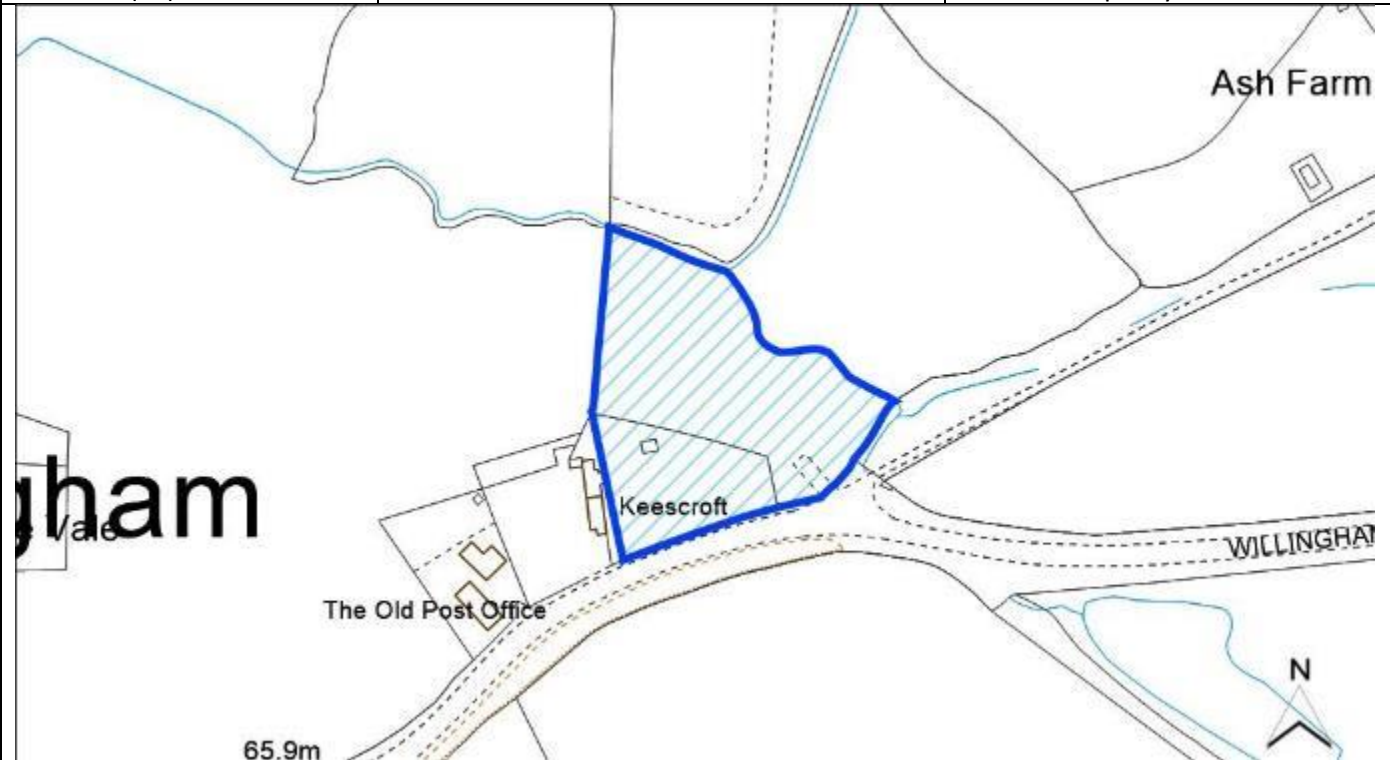 Ash Farm
gham
e Vale
Keescroft
WILLINGHAM
The Old Post Office
N
65.9m